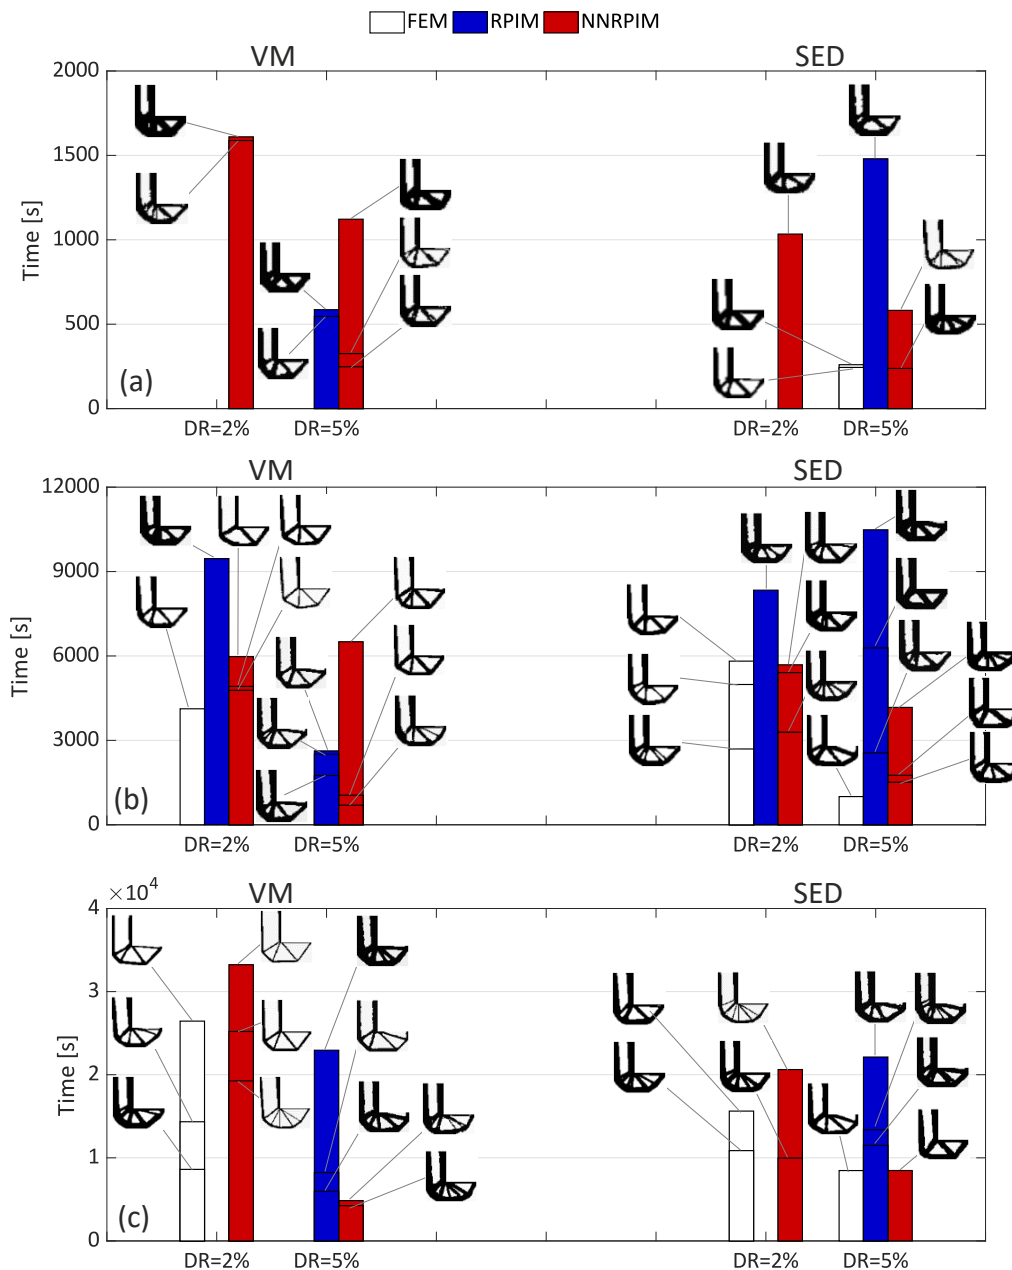 FEM RPIM NNRPIM
VM SED
2000
1500
1000
500
0
Time [s]
(a)
DR=2% DR=5% DR=2% DR=5%
VM SED
12000
9000
6000
3000
0
Time [s]
(b)
DR=2% DR=5% DR=2% DR=5%
×10⁴
VM SED
4
3
2
1
0
Time [s]
(c)
DR=2% DR=5% DR=2% DR=5%